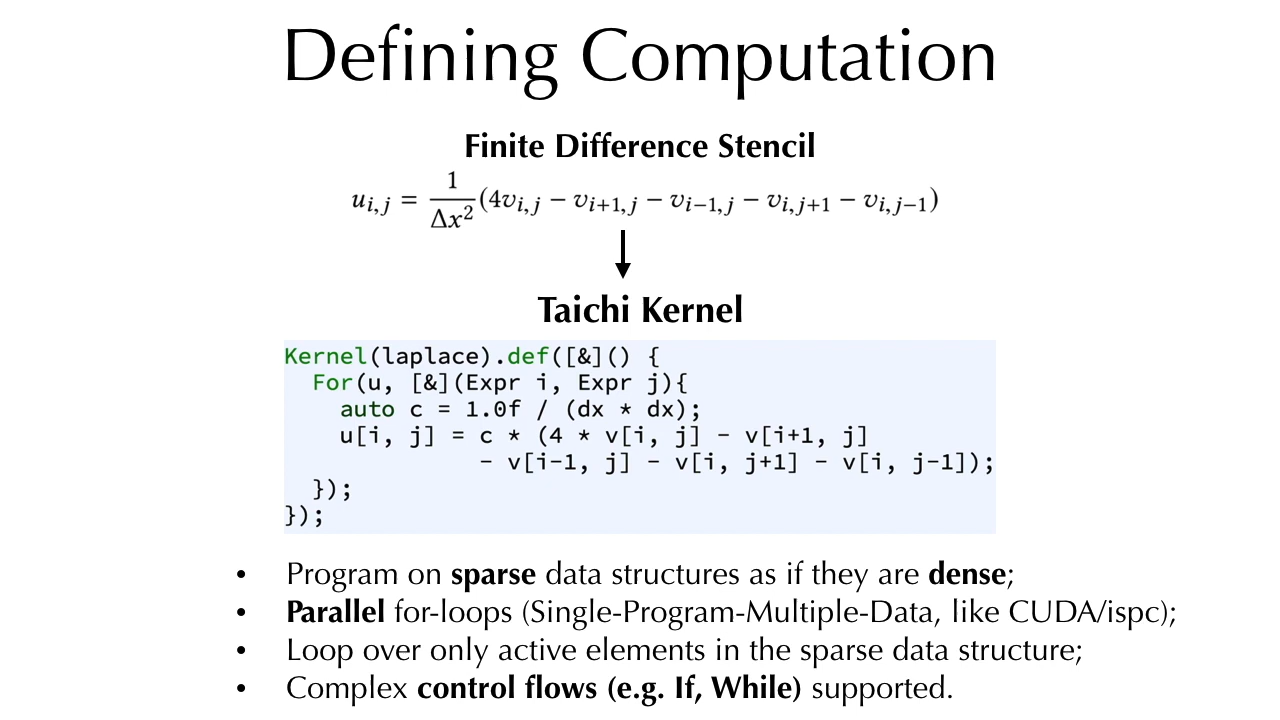 Defining Computation
Finite Difference Stencil
u_{i,j} = \frac{1}{\Delta x^2}(4v_{i,j} − v_{i+1,j} − v_{i−1,j} − v_{i,j+1} − v_{i,j−1})
Taichi Kernel
Kernel(laplace).def([&]() {
  For(u, [&](Expr i, Expr j){
    auto c = 1.0f / (dx * dx);
    u[i, j] = c * (4 * v[i, j] - v[i+1, j]
              - v[i-1, j] - v[i, j+1] - v[i, j-1]);
  });
});
• Program on sparse data structures as if they are dense;
• Parallel for-loops (Single-Program-Multiple-Data, like CUDA/ispc);
• Loop over only active elements in the sparse data structure;
• Complex control flows (e.g. If, While) supported.